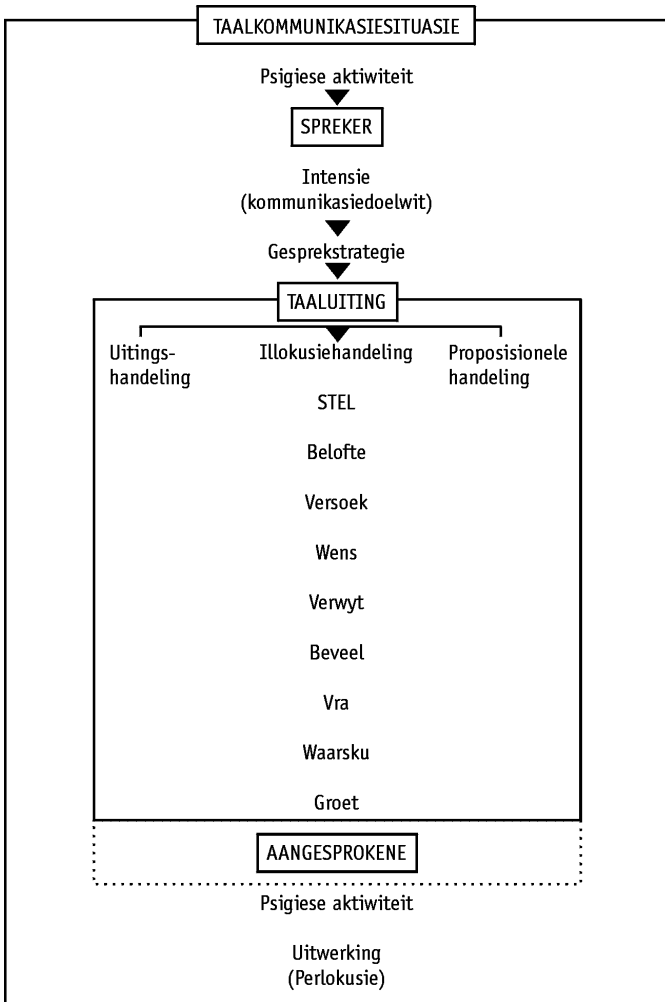 TAALKOMMUNIKASIESITUASIE
Psigiese aktiwiteit
SPREKER
Intensie
(kommunikasiedoelwit)
Gesprekstrategie
TAALUITING
Uitings-
handeling
Illokusiehandeling
Proposisionele
handeling
STEL
Belofte
Versoek
Wens
Verwyt
Beveel
Vra
Waarsku
Groet
AANGESPROKENE
Psigiese aktiwiteit
Uitwerking
(Perlokusie)